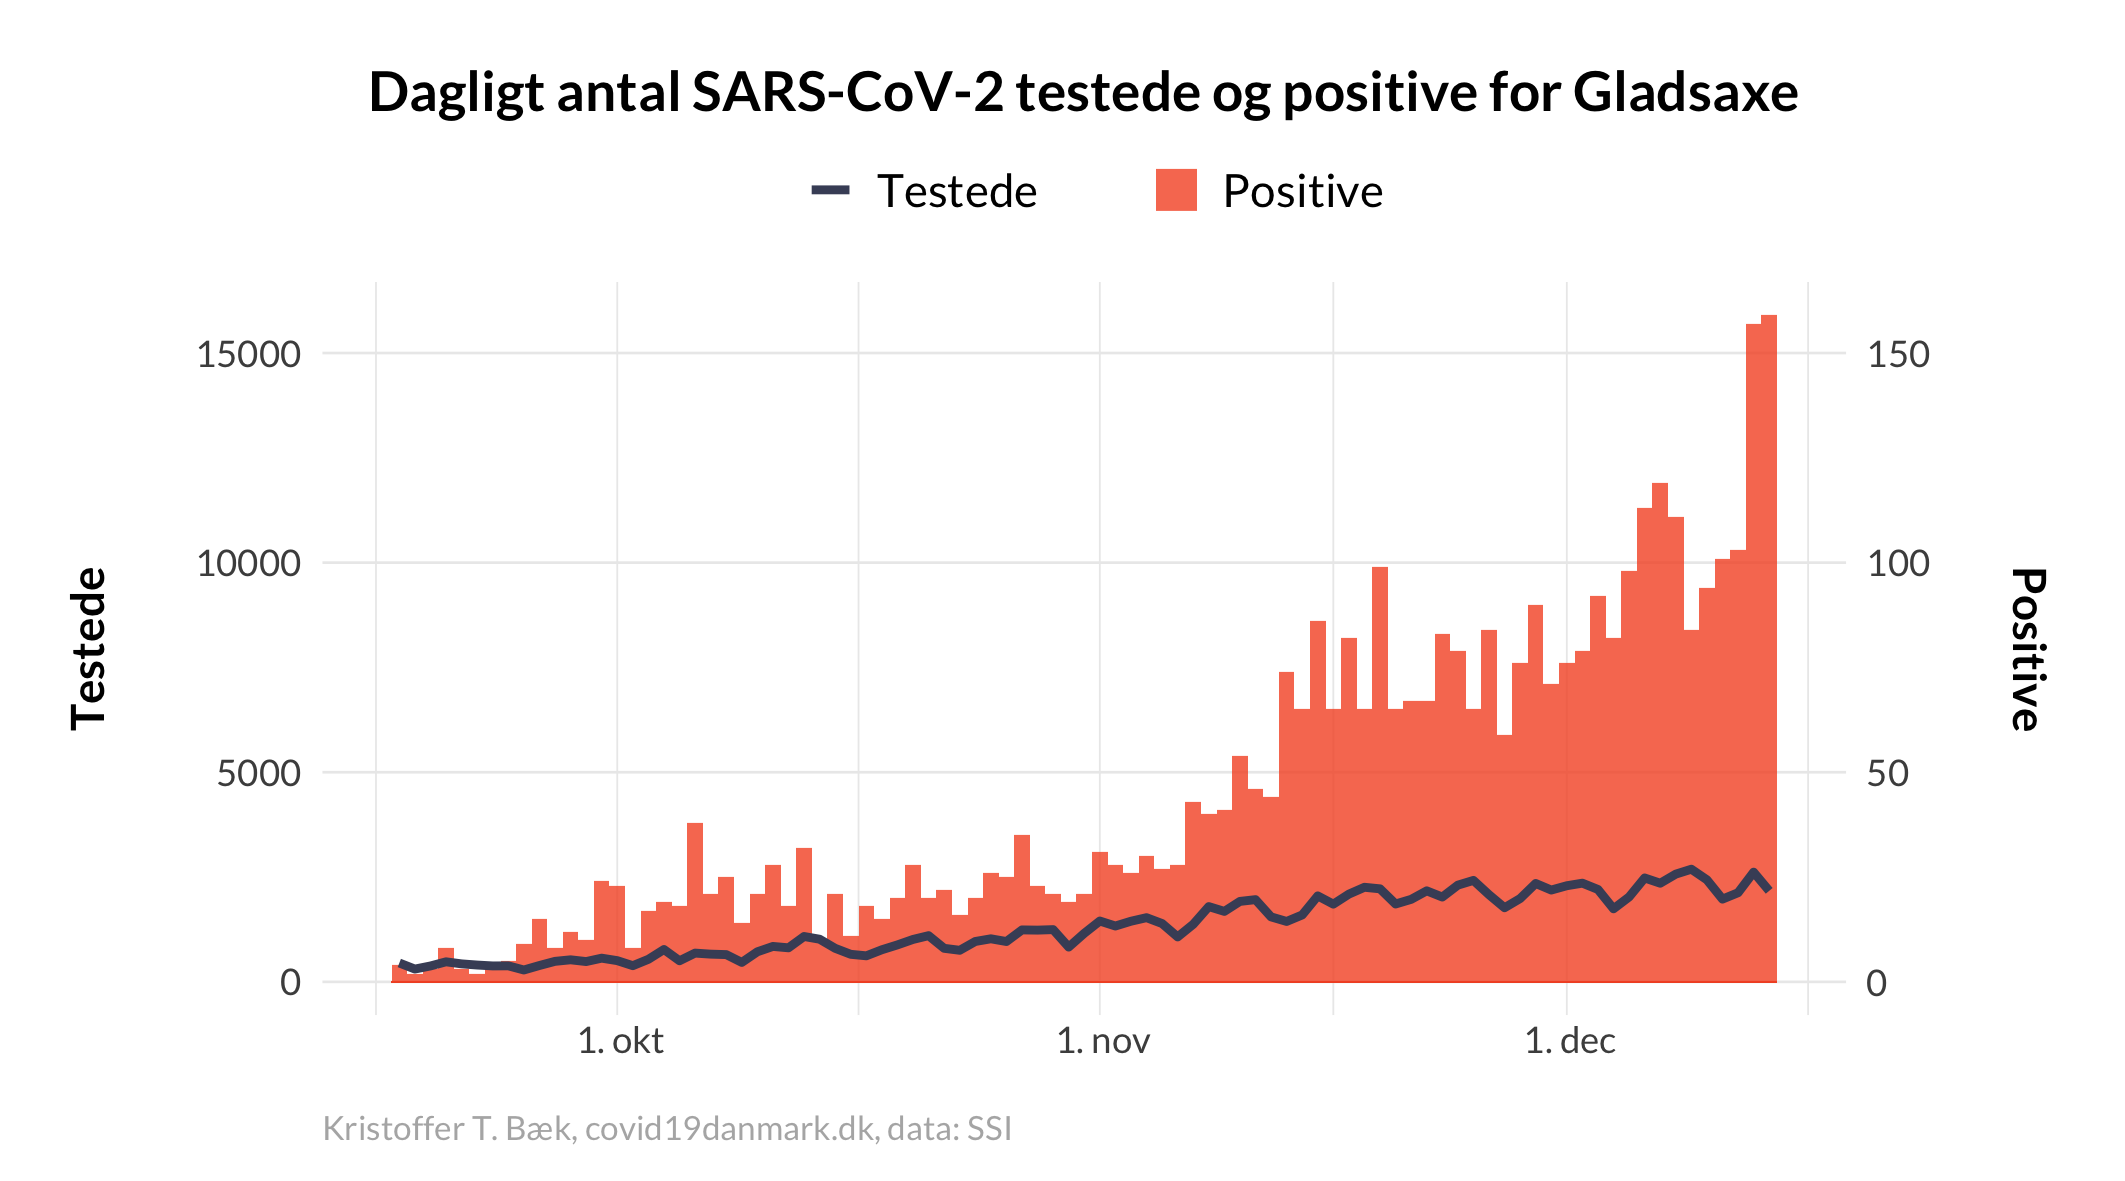 Dagligt antal SARS-CoV-2 testede og positive for Gladsaxe
Testede
Positive
15000
10000
5000
0
Testede
150
100
50
0
Positive
1. okt
1. nov
1. dec
Kristoffer T. Bæk, covid19danmark.dk, data: SSI